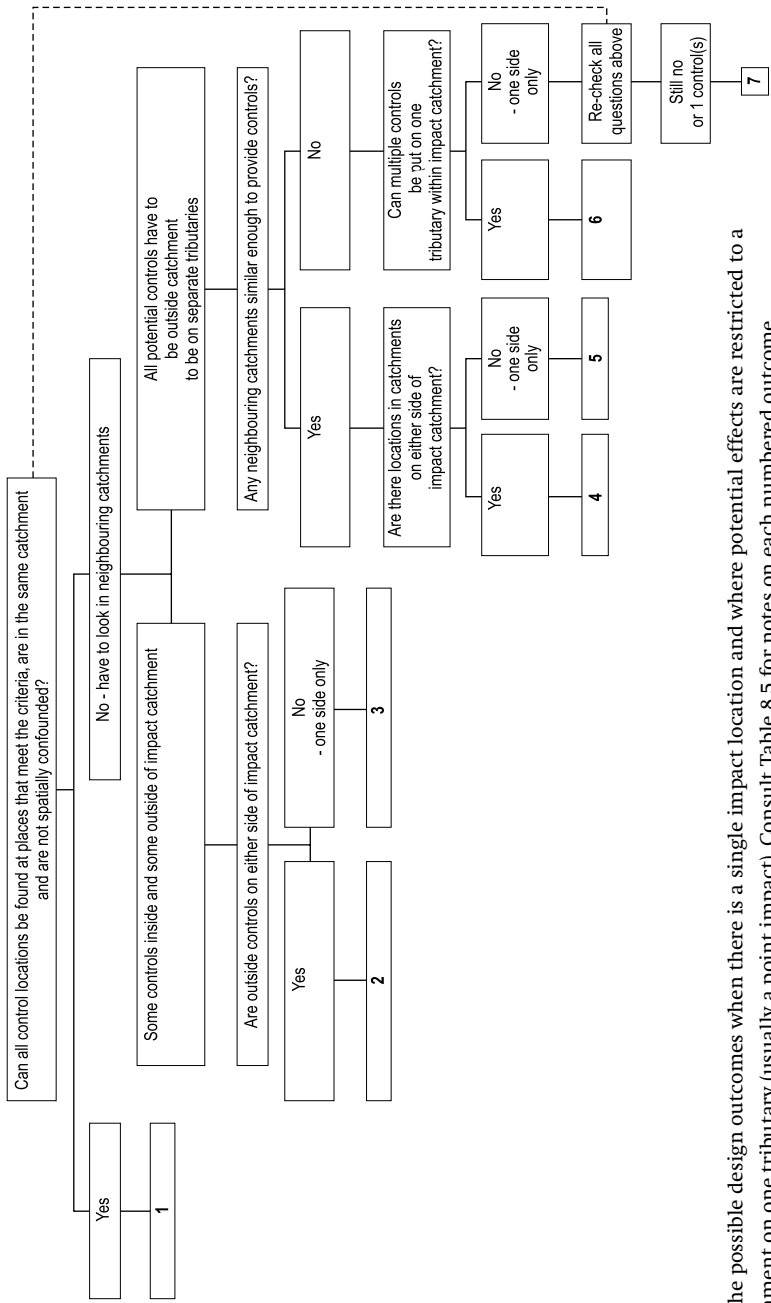 Can all control locations be found at places that meet the criteria, are in the same catchment
and are not spatially confounded?
Yes
1
No - have to look in neighbouring catchments
Some controls inside and some outside of impact catchment
Are outside controls on either side of impact catchment?
Yes
2
No
- one side only
3
All potential controls have to
be outside catchment
to be on separate tributaries
Any neighbouring catchments similar enough to provide controls?
Yes
Are there locations in catchments
on either side of
impact catchment?
Yes
4
No
- one side
only
5
No
Can multiple controls
be put on one
tributary within impact catchment?
Yes
6
No
- one side
only
Re-check all
questions above
Still no
or 1 control(s)
7
he possible design outcomes when there is a single impact location and where potential effects are restricted to a
ment on one tributary (usually a point impact). Consult Table 8.5 for notes on each numbered outcome